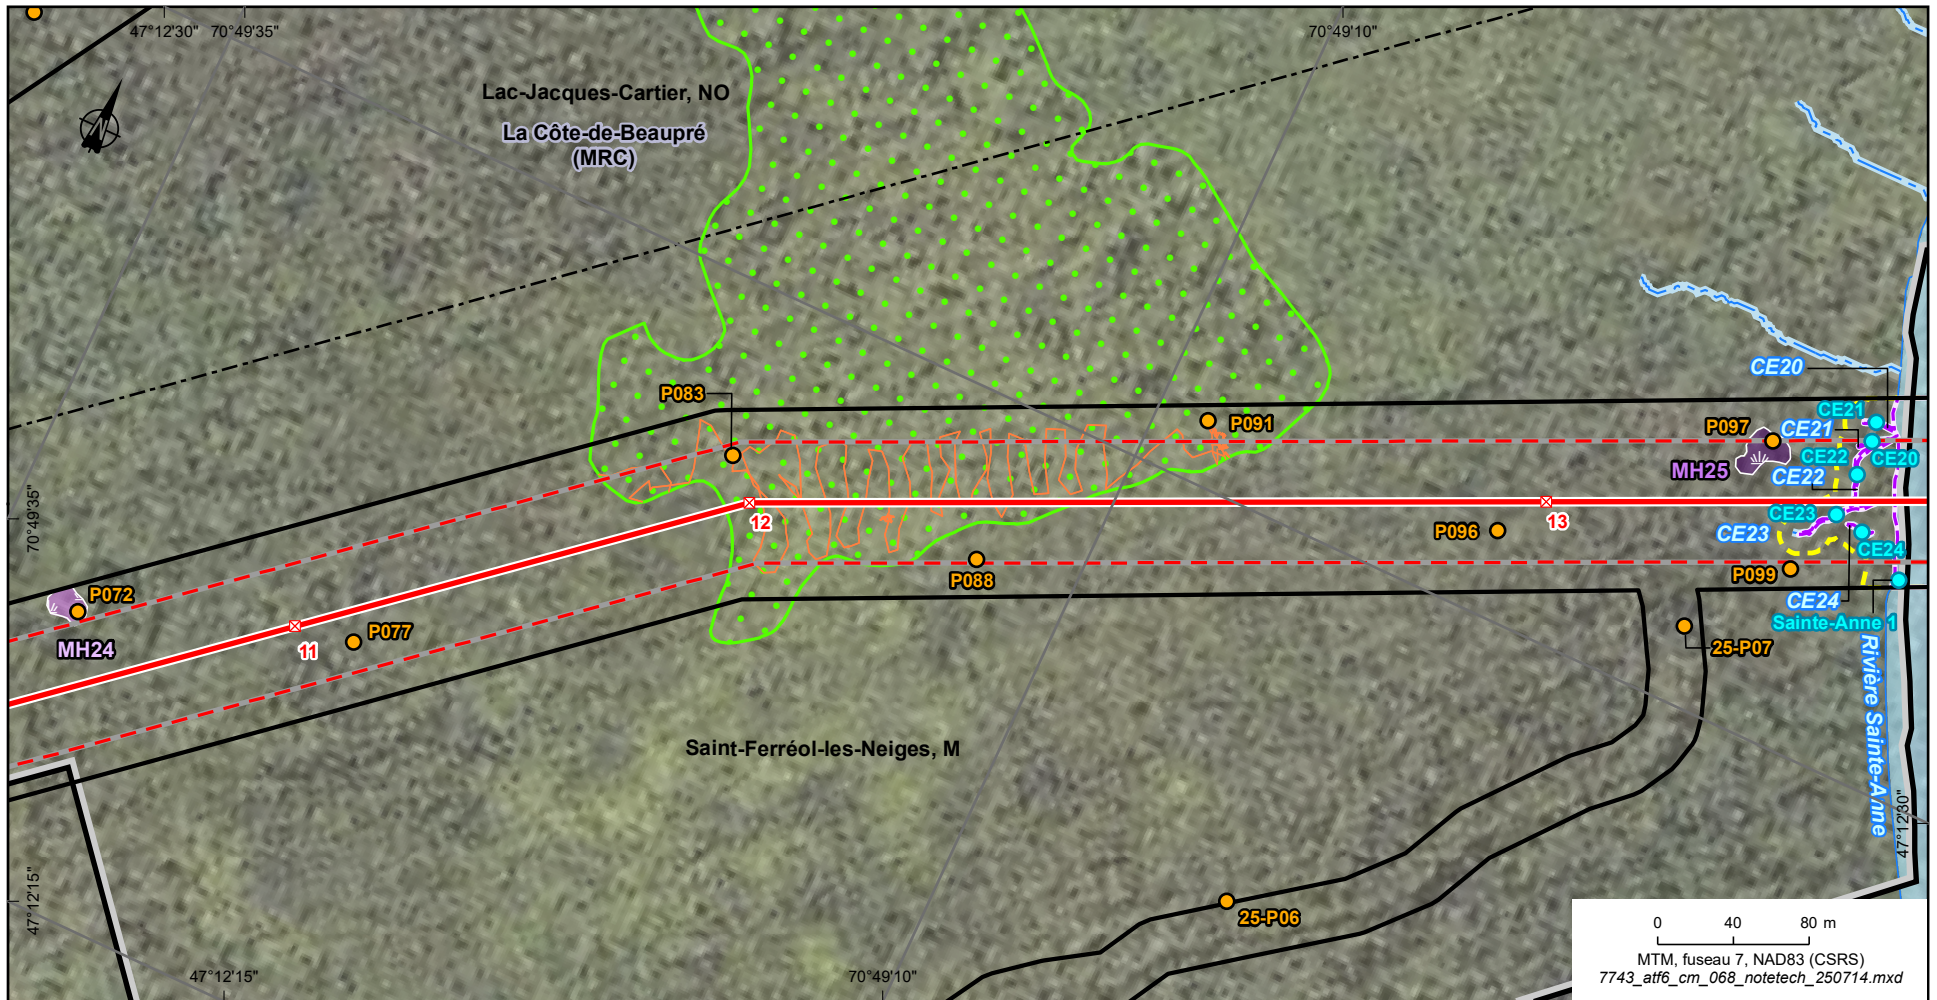 47°12'30" 70°49'35"
70°49'10"
Lac-Jacques-Cartier, NO
La Côte-de-Beaupré
(MRC)
N
P083
P091
CE20
CE21
CE21
P097
CE22
CE20
MH25
CE22
12
13
CE23
P096
CE23
CE24
70°49'35"
P088
P099
P072
CE24
Sainte-Anne 1
MH24
P077
11
25-P07
Rivière Sainte-Anne
Saint-Ferréol-les-Neiges, M
47°12'30"
47°12'15"
25-P06
47°12'15"
70°49'10"
0 40 80 m
MTM, fuseau 7, NAD83 (CSRS)
7743_atf6_cm_068_notetech_250714.mxd